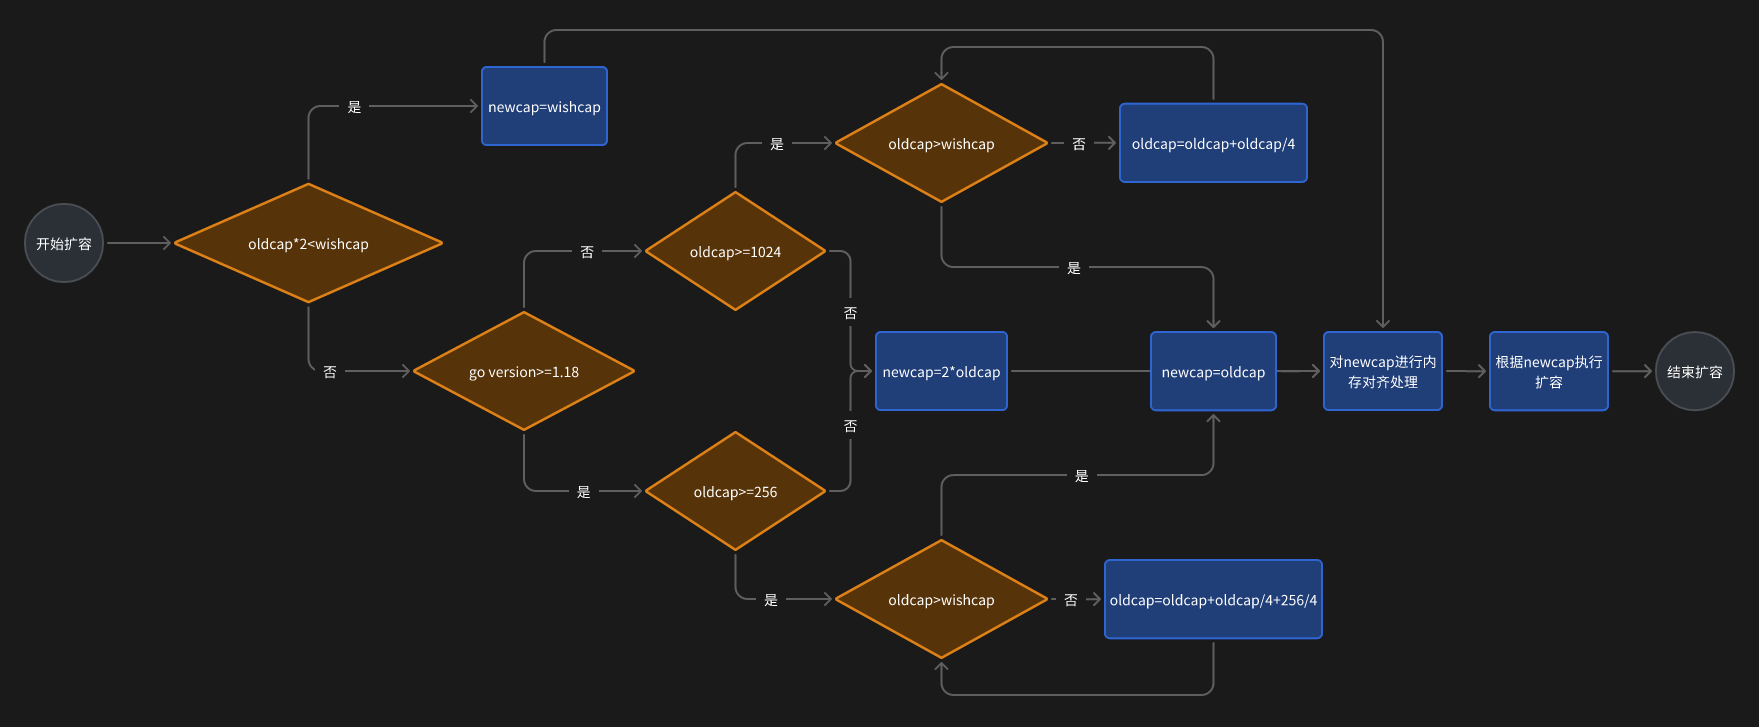 开始扩容
oldcap*2<wishcap
是
newcap=wishcap
否
go version>=1.18
否
oldcap>=1024
是
oldcap>wishcap
否
oldcap=oldcap+oldcap/4
是
否
newcap=2*oldcap
newcap=oldcap
对newcap进行内
存对齐处理
根据newcap执行
扩容
结束扩容
是
oldcap>=256
否
是
oldcap>wishcap
否
oldcap=oldcap+oldcap/4+256/4
是